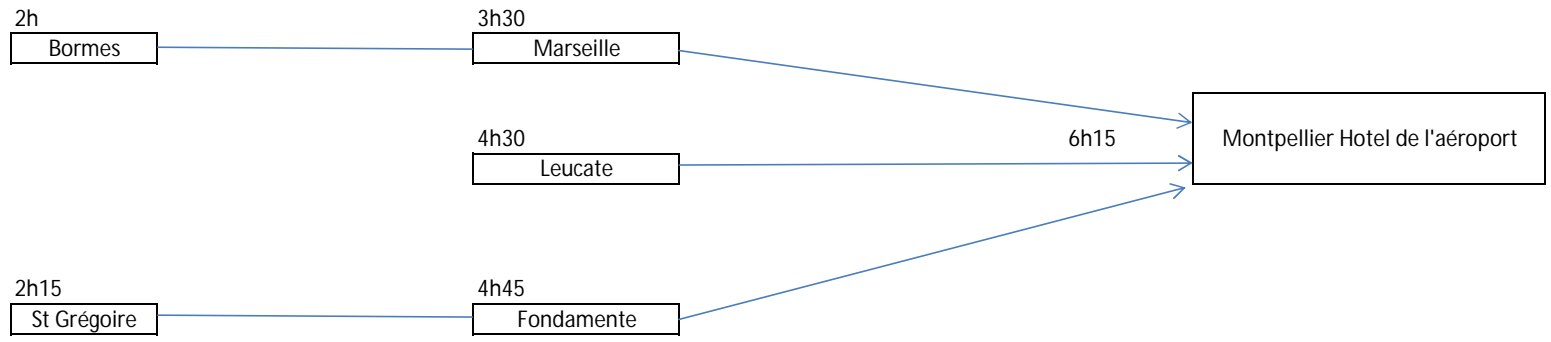 2h
Bormes
3h30
Marseille
4h30
Leucate
6h15
Montpellier Hotel de l'aéroport
2h15
St Grégoire
4h45
Fondamente